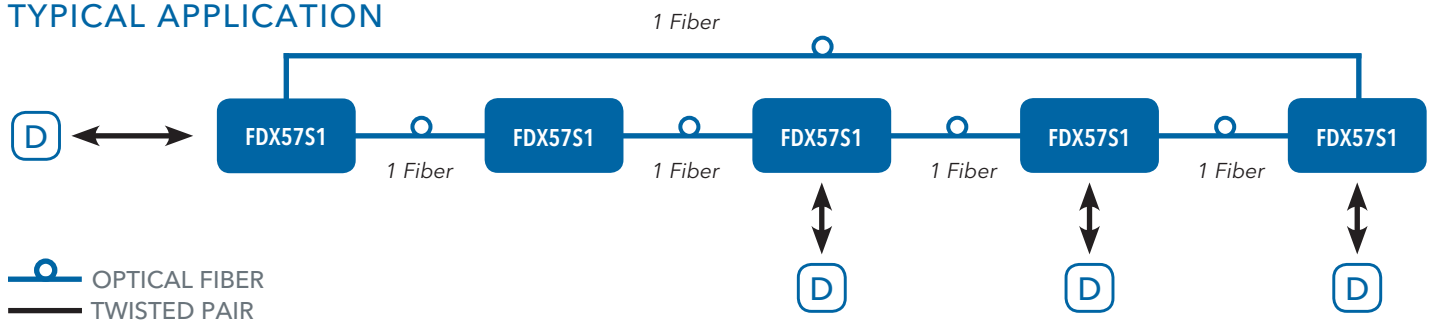 TYPICAL APPLICATION
1 Fiber
D
FDX57S1
FDX57S1
FDX57S1
FDX57S1
FDX57S1
1 Fiber
1 Fiber
1 Fiber
1 Fiber
D
D
D
OPTICAL FIBER
TWISTED PAIR